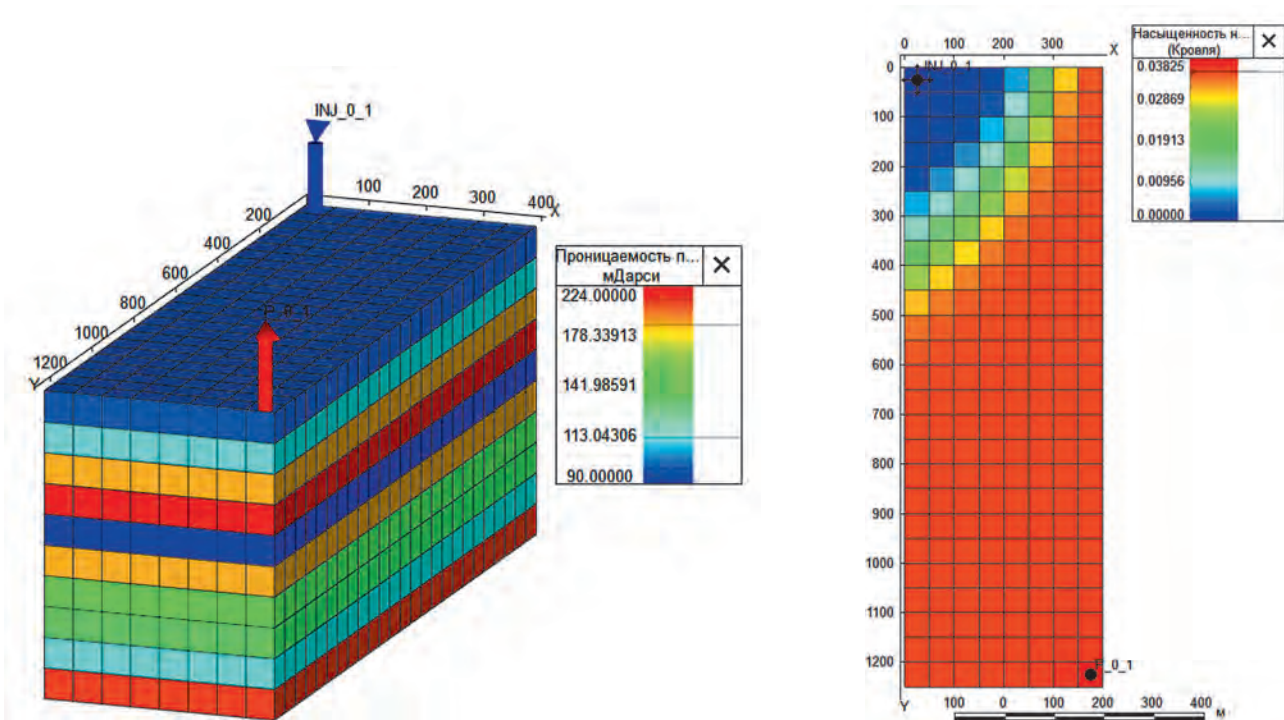 INJ_0_1
100
200
300
400
X
200
400
600
800
1000
1200
Y
P_0_1
Проницаемость п...
мДарси
224.00000
178.33913
141.98591
113.04306
90.00000
0 100 200 300
X
INJ_0_1
0
100
200
300
400
500
600
700
800
900
1000
1100
1200
Y
P_0_1
100 0 100 200 300 400 м
Насыщенность н...
(Кровля)
0.03825
0.02869
0.01913
0.00956
0.00000